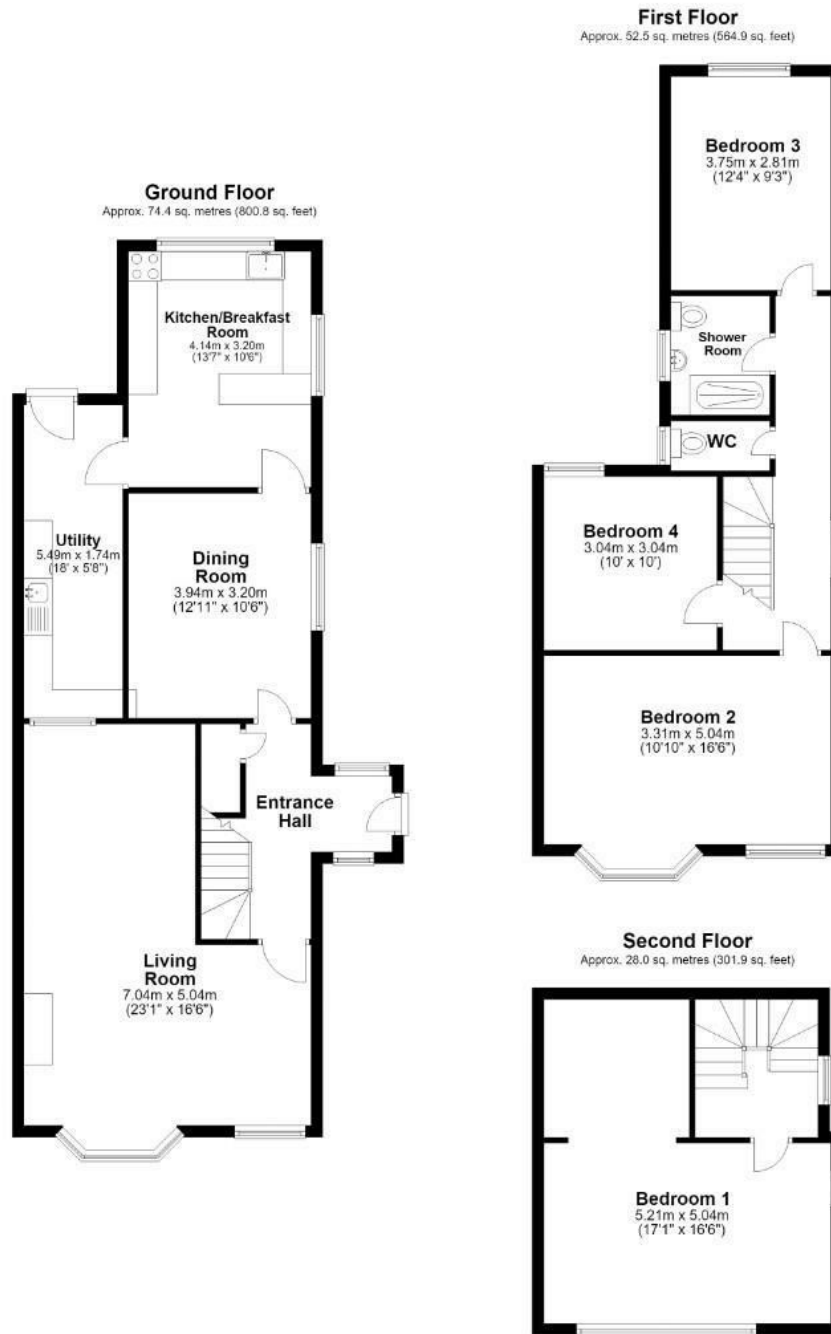 Ground Floor
Approx. 74.4 sq. metres (800.8 sq. feet)
Kitchen/Breakfast
Room
4.14m x 3.20m
(13'7" x 10'6")
Utility
5.49m x 1.74m
(18' x 5'8")
Dining
Room
3.94m x 3.20m
(12'11" x 10'6")
Entrance
Hall
Living
Room
7.04m x 5.04m
(23'1" x 16'6")
First Floor
Approx. 52.5 sq. metres (564.9 sq. feet)
Bedroom 3
3.75m x 2.81m
(12'4" x 9'3")
Shower
Room
WC
Bedroom 4
3.04m x 3.04m
(10' x 10')
Bedroom 2
3.31m x 5.04m
(10'10" x 16'6")
Second Floor
Approx. 28.0 sq. metres (301.9 sq. feet)
Bedroom 1
5.21m x 5.04m
(17'1" x 16'6")